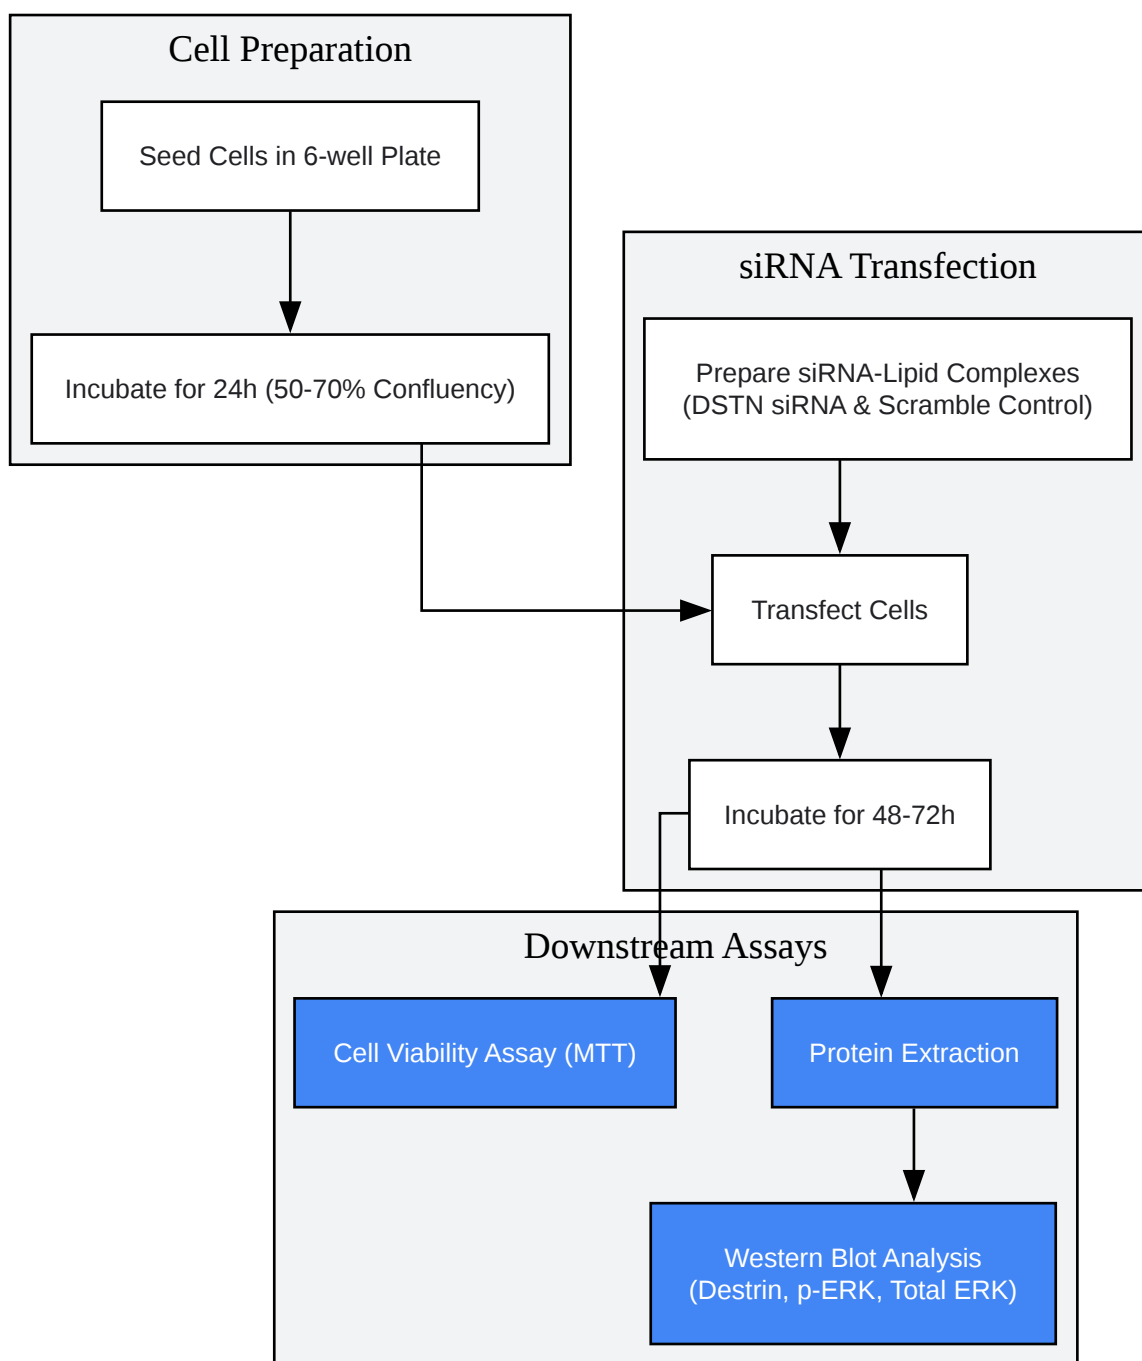 Cell Preparation
Seed Cells in 6-well Plate
Incubate for 24h (50-70% Confluency)
siRNA Transfection
Prepare siRNA-Lipid Complexes
(DSTN siRNA & Scramble Control)
Transfect Cells
Incubate for 48-72h
Downstream Assays
Cell Viability Assay (MTT)
Protein Extraction
Western Blot Analysis
(Destrin, p-ERK, Total ERK)